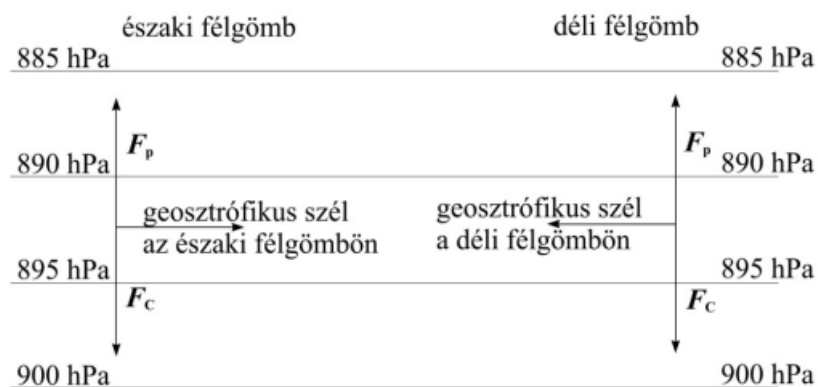 északi félgömb
déli félgömb
885 hPa
885 hPa
Fp
Fp
890 hPa
890 hPa
geosztrófikus szél
az északi félgömbön
geosztrófikus szél
a déli félgömbön
895 hPa
895 hPa
FC
FC
900 hPa
900 hPa